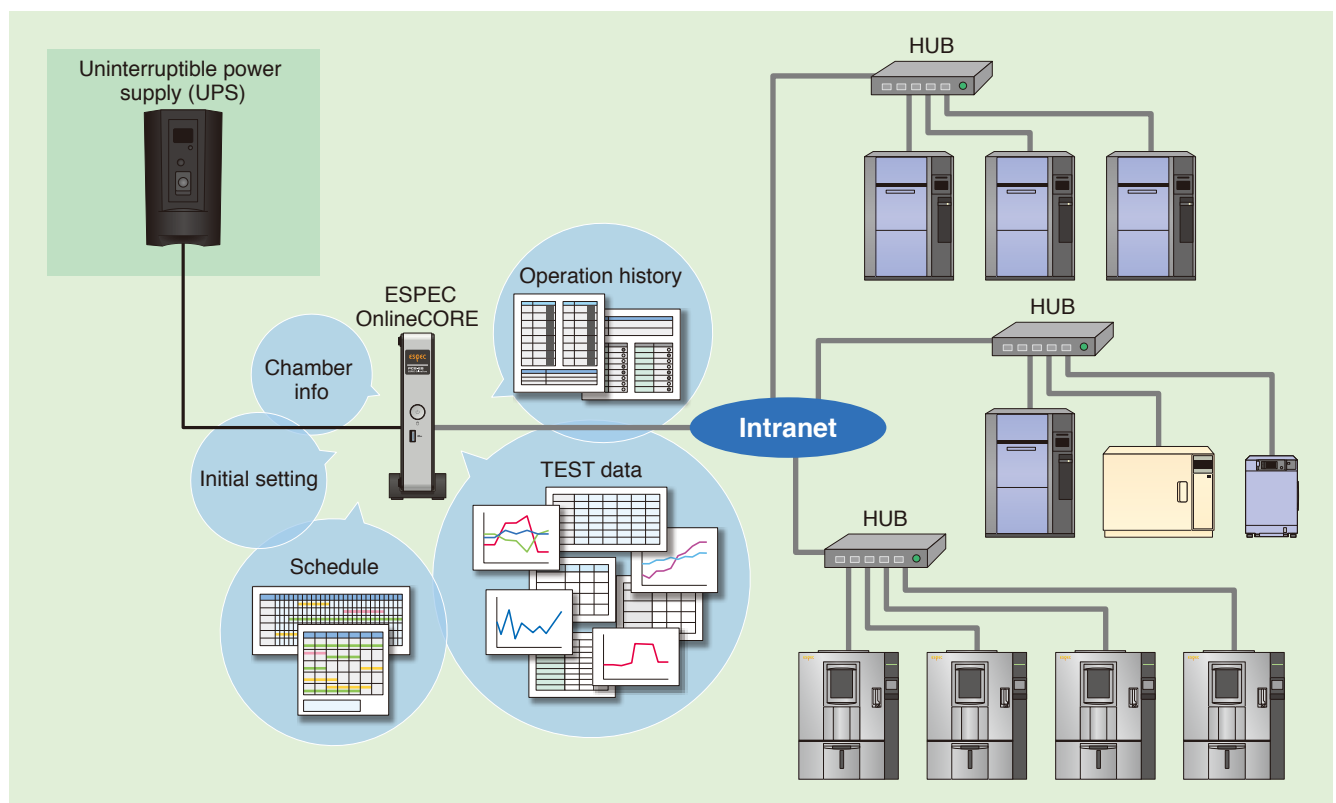 Uninterruptible power
supply (UPS)
ESPEC
OnlineCORE
espec
Chamber
info
Initial setting
Schedule
Operation history
TEST data
Intranet
HUB
HUB
HUB